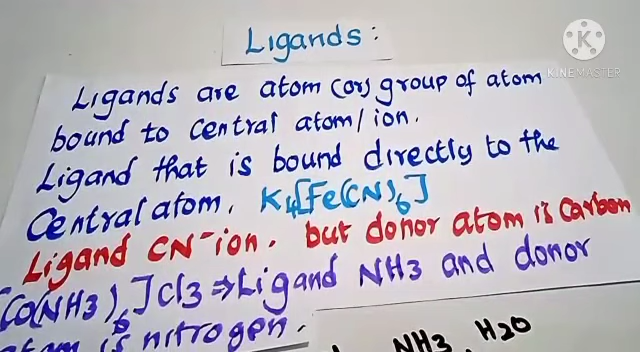 Ligands :
K
KINEMASTER
Ligands are atom (or) group of atom
bound to central atom/ion.
Ligand that is bound directly to the
Central atom, K4[Fe(CN)6]
Ligand CN⁻ion. but donor atom is carbon
[Co(NH3)6]Cl3 ⇒ Ligand NH3 and donor
atom is nitrogen.
NH3, H2O